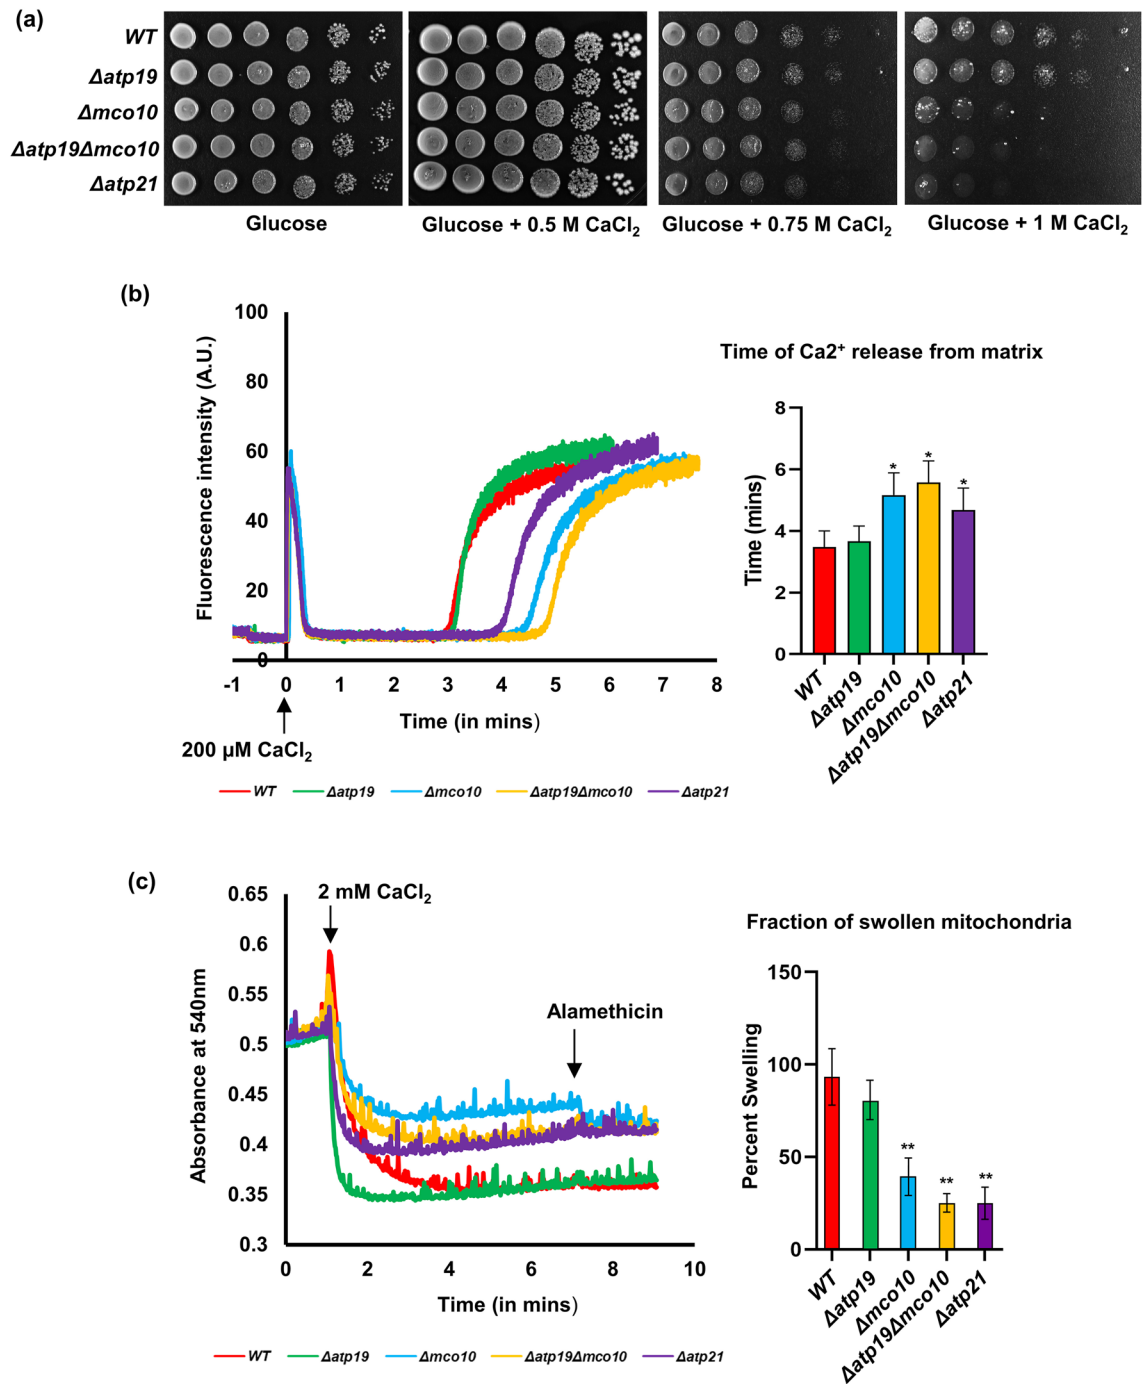 (a)
WT
Δatp19
Δmco10
Δatp19Δmco10
Δatp21
Glucose
Glucose + 0.5 M CaCl₂
Glucose + 0.75 M CaCl₂
Glucose + 1 M CaCl₂
(b)
Fluorescence intensity (A.U.)
100
80
60
40
20
0
-1 0 1 2 3 4 5 6 7 8
Time (in mins)
200 µM CaCl₂
WT Δatp19 Δmco10 Δatp19Δmco10 Δatp21
Time of Ca2⁺ release from matrix
Time (mins)
8
6
4
2
0
* * *
WT Δatp19 Δmco10 Δatp19Δmco10 Δatp21
(c)
2 mM CaCl₂
Alamethicin
Absorbance at 540nm
0.65
0.6
0.55
0.5
0.45
0.4
0.35
0.3
0 2 4 6 8 10
Time (in mins)
WT Δatp19 Δmco10 Δatp19Δmco10 Δatp21
Fraction of swollen mitochondria
Percent Swelling
150
100
50
0
** ** **
WT Δatp19 Δmco10 Δatp19Δmco10 Δatp21